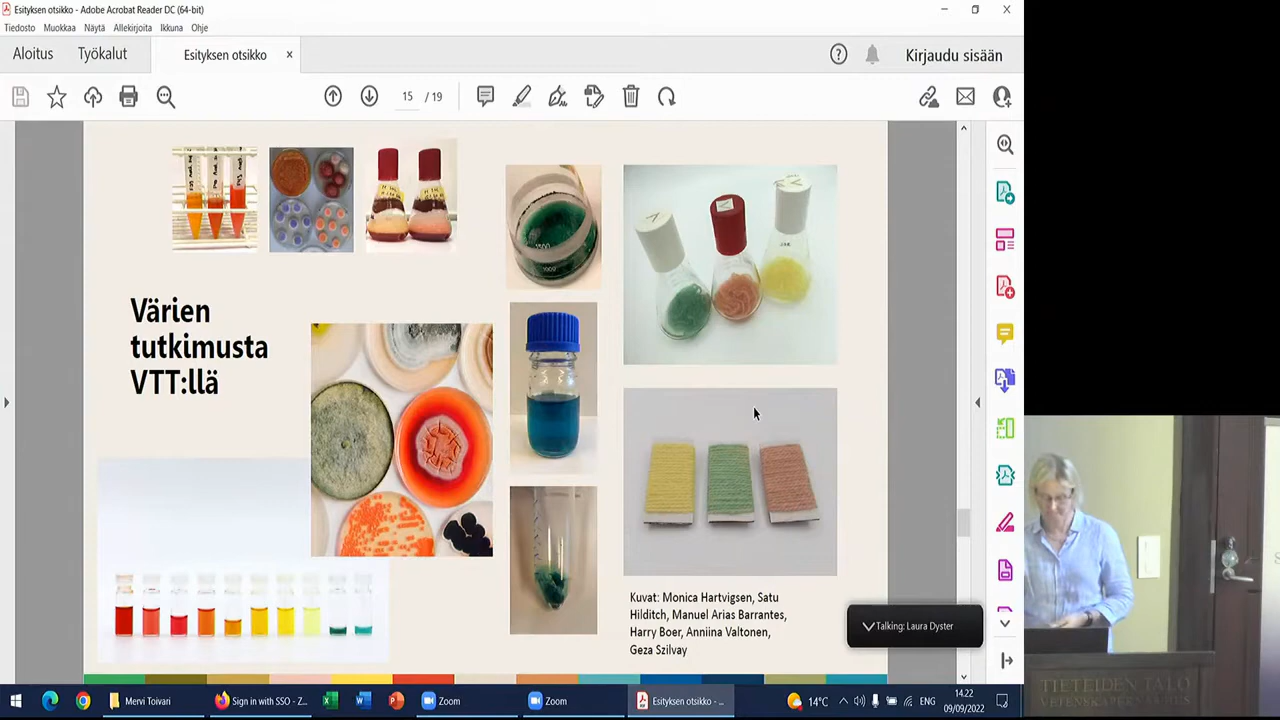 Esityksen otsikko - Adobe Acrobat Reader DC (64-bit)
Tiedosto Muokkaa Näytä Allekirjoita Ikkuna Ohje
Aloitus Työkalut Esityksen otsikko × Kirjaudu sisään
15 / 19
Värien
tutkimusta
VTT:llä
Kuvat: Monica Hartvigsen, Satu
Hilditch, Manuel Arias Barrantes,
Harry Boer, Anniina Valtonen,
Geza Szilvay
Talking: Laura Dyster
TIETEIDEN TALO
VETENSKAPERNAS HUS
Mervi Toivari Sign in with SSO - Z... Zoom Zoom Esityksen otsikko - ... 14°C ENG 14.22
09/09/2022